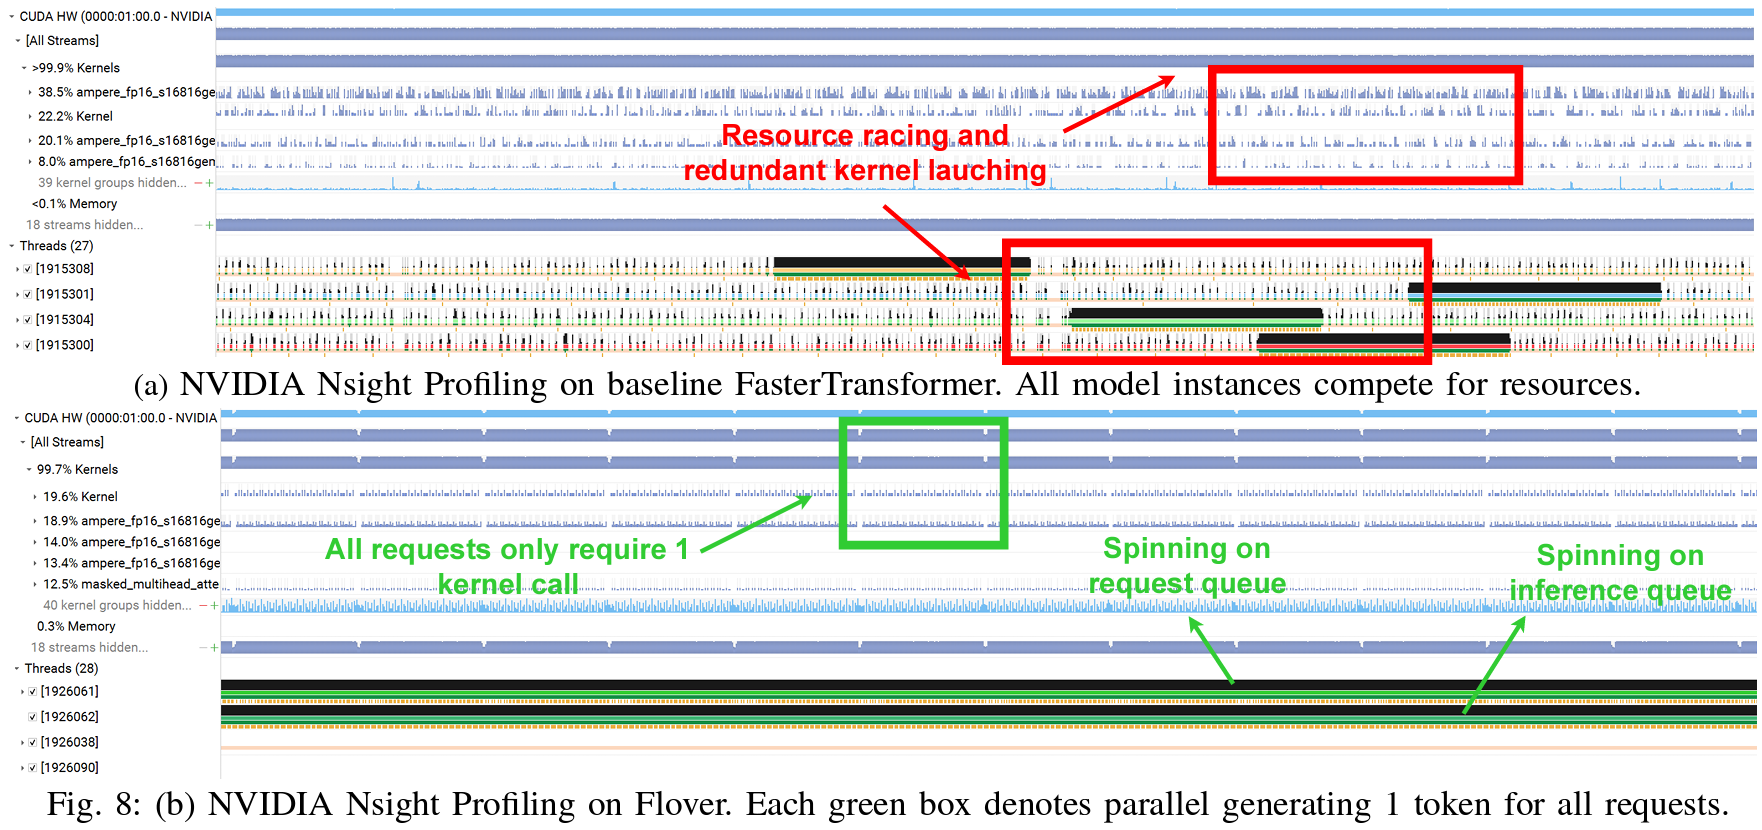 CUDA HW (0000:01:00.0 - NVIDIA
[All Streams]
>99.9% Kernels
38.5% ampere_fp16_s16816ge
22.2% Kernel
20.1% ampere_fp16_s16816ge
8.0% ampere_fp16_s16816gen
39 kernel groups hidden...
<0.1% Memory
18 streams hidden...
Threads (27)
[1915308]
[1915301]
[1915304]
[1915300]
Resource racing and
redundant kernel lauching
(a) NVIDIA Nsight Profiling on baseline FasterTransformer. All model instances compete for resources.
CUDA HW (0000:01:00.0 - NVIDIA
[All Streams]
99.7% Kernels
19.6% Kernel
18.9% ampere_fp16_s16816ge
14.0% ampere_fp16_s16816ge
13.4% ampere_fp16_s16816ge
12.5% masked_multihead_atte
40 kernel groups hidden...
0.3% Memory
18 streams hidden...
Threads (28)
[1926061]
[1926062]
[1926038]
[1926090]
All requests only require 1
kernel call
Spinning on
request queue
Spinning on
inference queue
Fig. 8: (b) NVIDIA Nsight Profiling on Flover. Each green box denotes parallel generating 1 token for all requests.